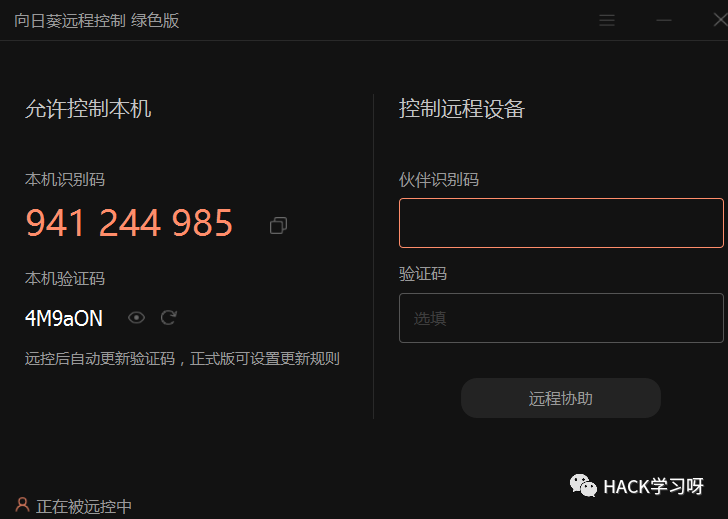 向日葵远程控制 绿色版
允许控制本机
本机识别码
941 244 985
本机验证码
4M9aON
远控后自动更新验证码，正式版可设置更新规则
控制远程设备
伙伴识别码
验证码
选填
远程协助
正在被远控中
HACK学习呀